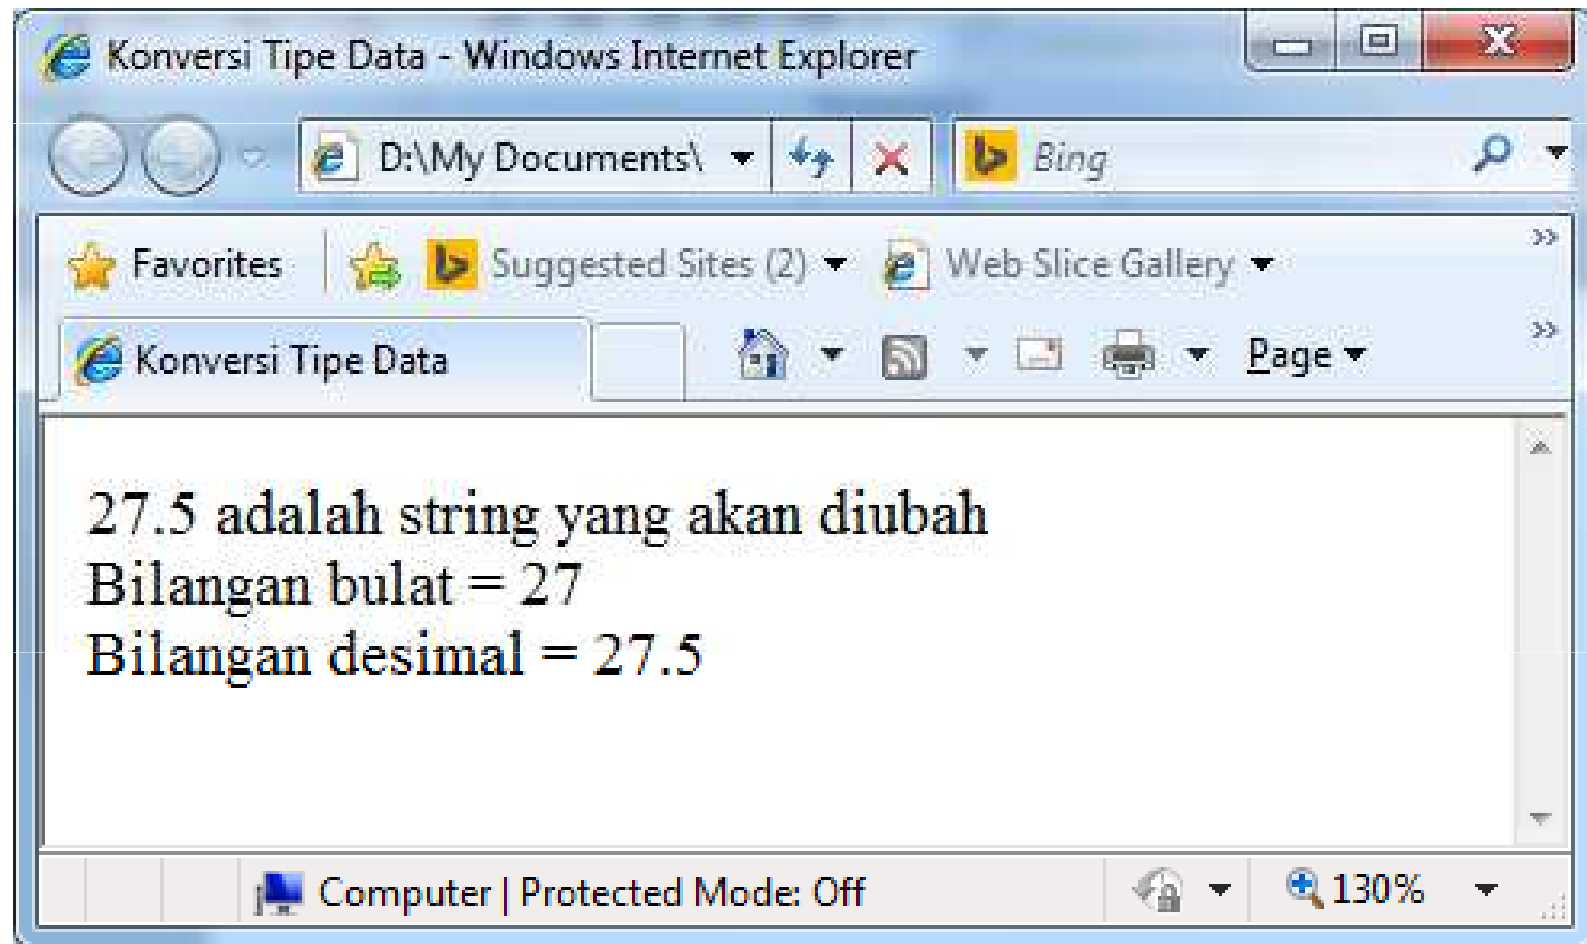 Konversi Tipe Data - Windows Internet Explorer
D:\My Documents\ Bing
Favorites Suggested Sites (2) Web Slice Gallery
Konversi Tipe Data Page
27.5 adalah string yang akan diubah
Bilangan bulat = 27
Bilangan desimal = 27.5
Computer | Protected Mode: Off 130%